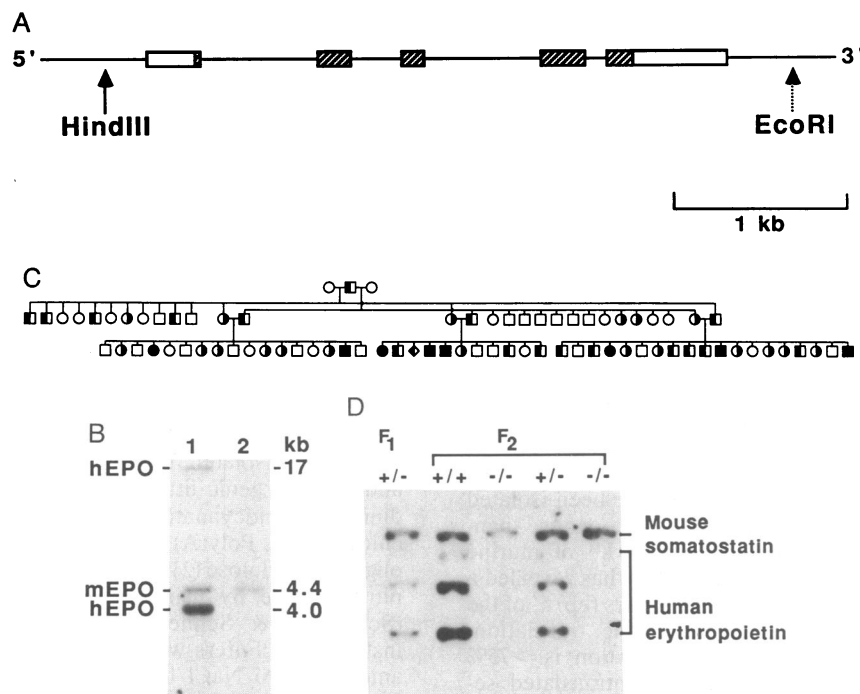 A
5' 3'
HindIII
EcoRI
1 kb
C
B
1 2 kb
hEPO -17
mEPO -4.4
hEPO -4.0
D
F1 F2
+/- +/+ -/- +/- -/-
Mouse
somatostatin
Human
erythropoietin